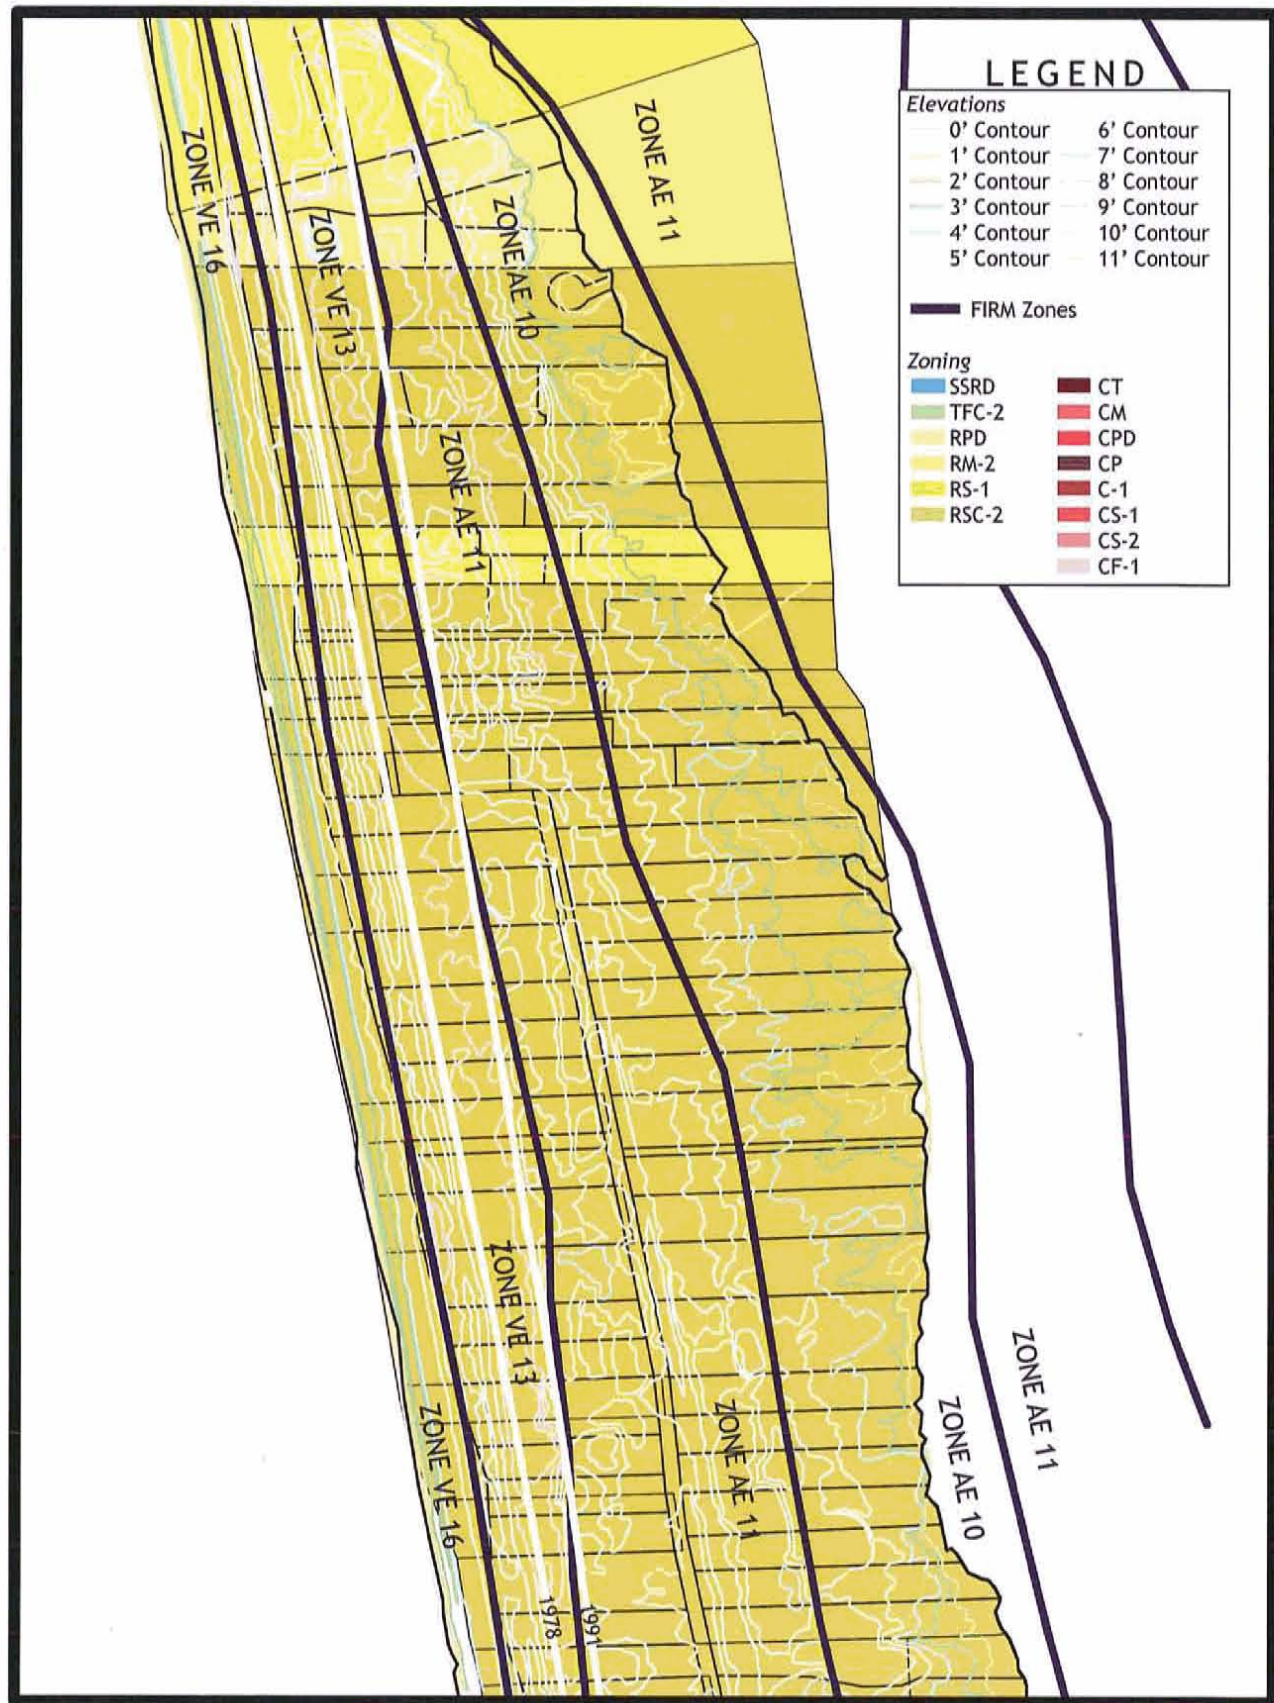 LEGEND
Elevations
0' Contour
1' Contour
2' Contour
3' Contour
4' Contour
5' Contour
6' Contour
7' Contour
8' Contour
9' Contour
10' Contour
11' Contour
FIRM Zones
Zoning
SSRD
TFC-2
RPD
RM-2
RS-1
RSC-2
CT
CM
CPD
CP
C-1
CS-1
CS-2
CF-1
ZONE VE 16
ZONE VE 13
ZONE AE 10
ZONE AE 11
ZONE AE 11
ZONE VE 13
ZONE VE 16
ZONE AE 11
ZONE AE 10
ZONE AE 11
1978
1991